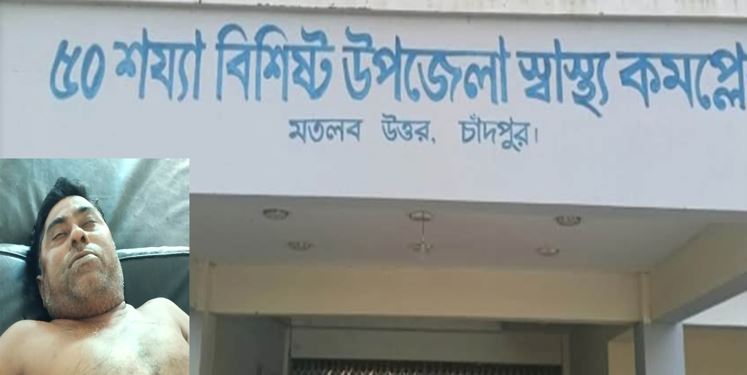 ৫০ শয্যা বিশিষ্ট উপজেলা স্বাস্থ্য কমপ্লে
মতলব উত্তর, চাঁদপুর।